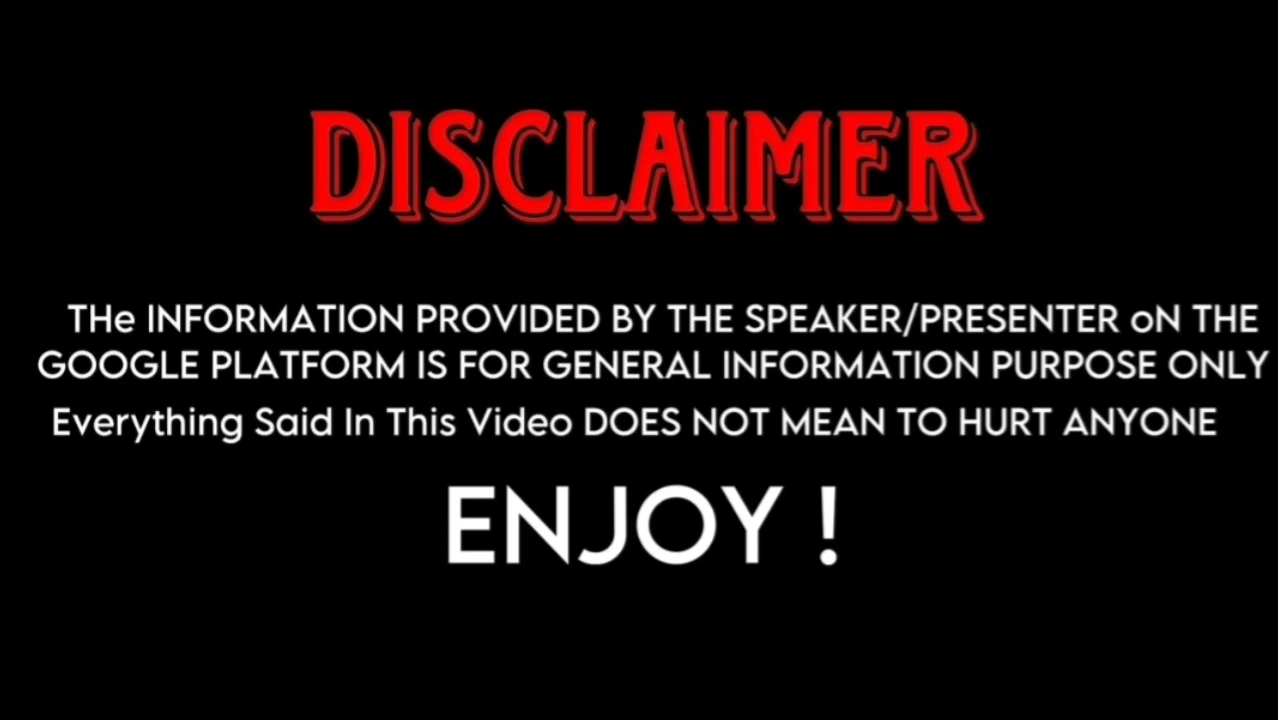 DISCLAIMER
THe INFORMATION PROVIDED BY THE SPEAKER/PRESENTER oN THE
GOOGLE PLATFORM IS FOR GENERAL INFORMATION PURPOSE ONLY
Everything Said In This Video DOES NOT MEAN TO HURT ANYONE
ENJOY !